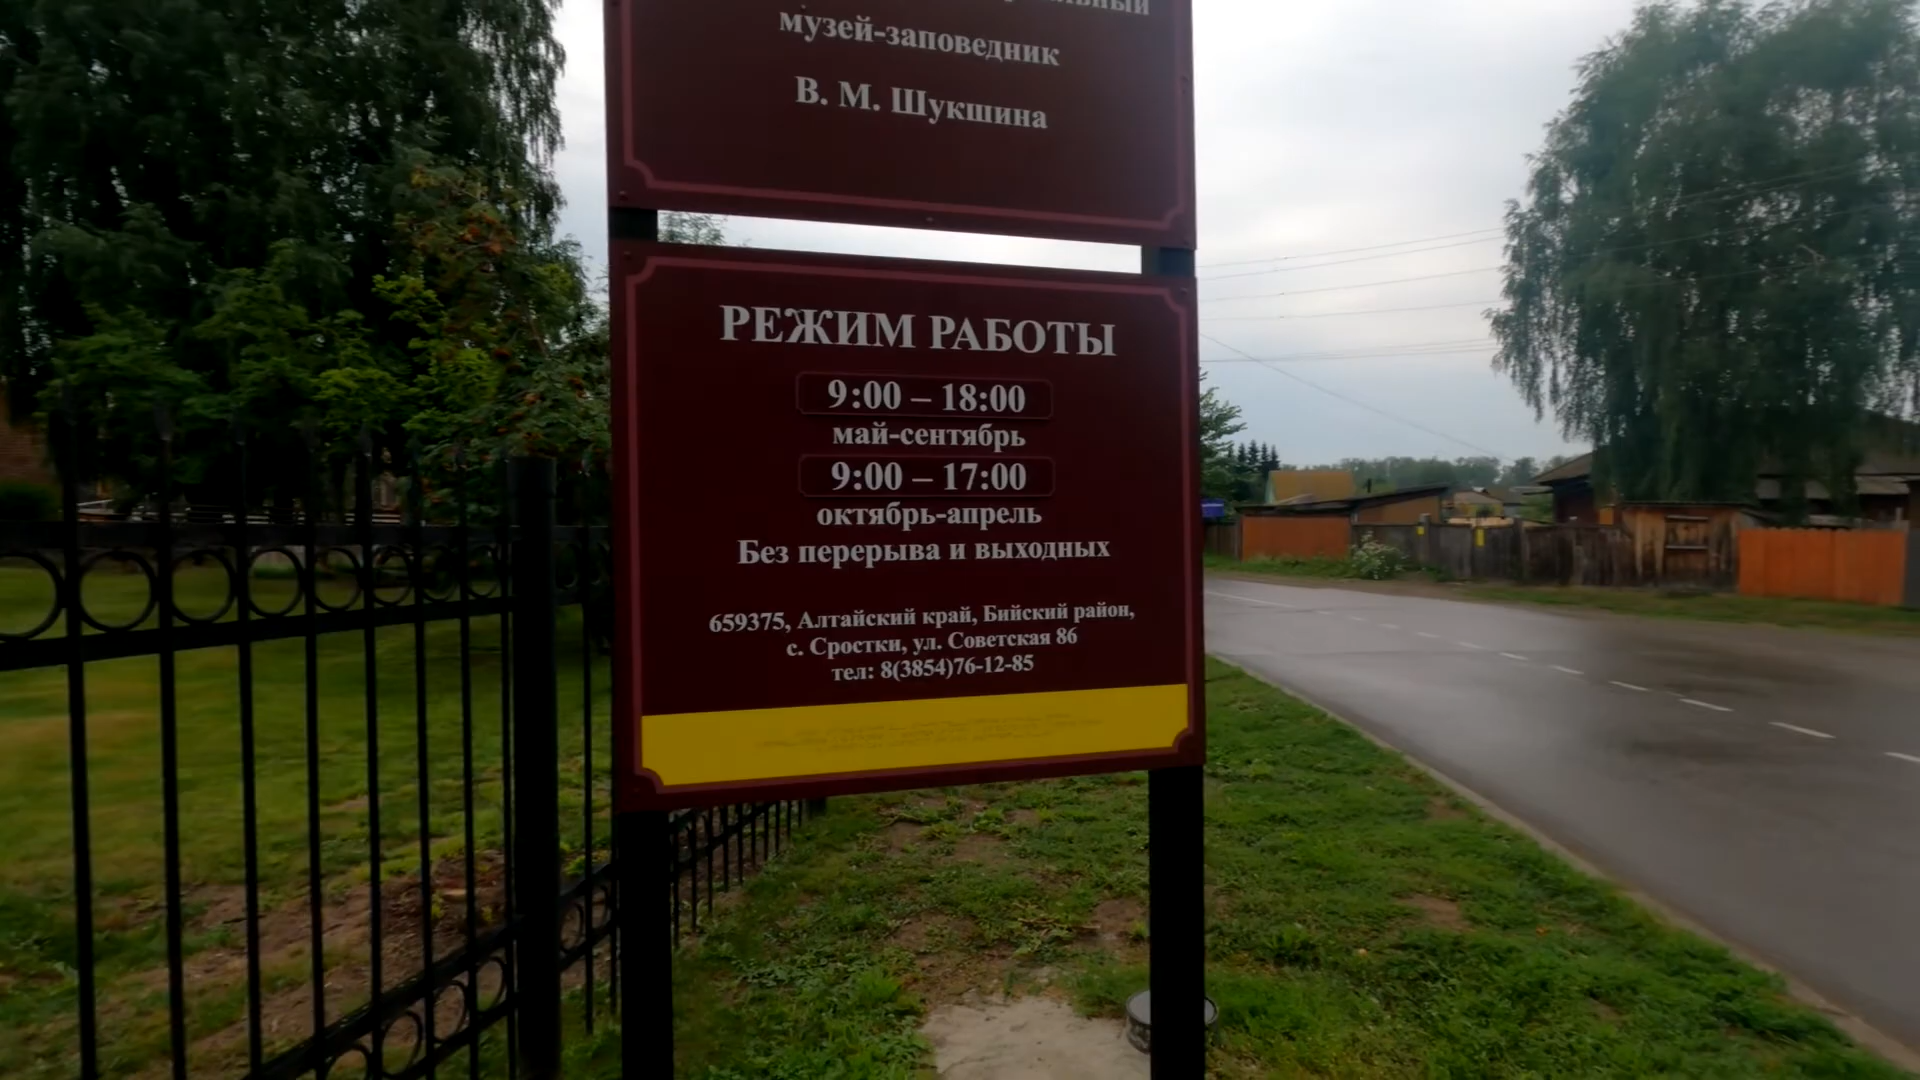 музей-заповедник
В. М. Шукшина
РЕЖИМ РАБОТЫ
9:00 – 18:00
май-сентябрь
9:00 – 17:00
октябрь-апрель
Без перерыва и выходных
659375, Алтайский край, Бийский район,
с. Сростки, ул. Советская 86
тел: 8(3854)76-12-85